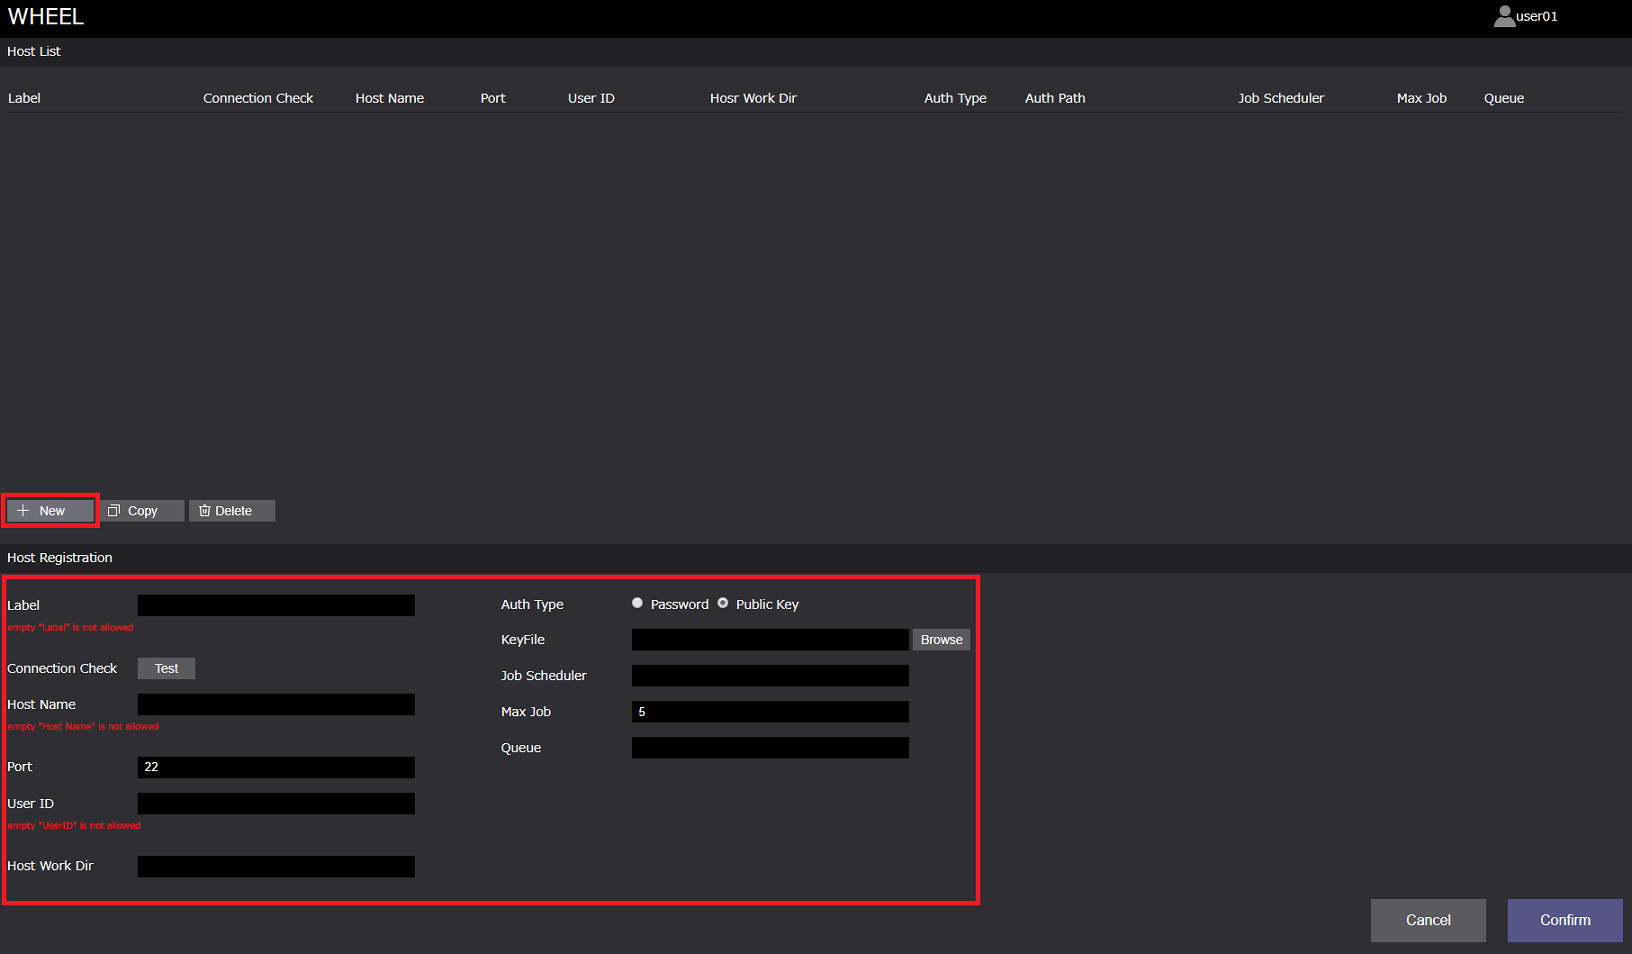 WHEEL
user01
Host List
Label Connection Check Host Name Port User ID Hosr Work Dir Auth Type Auth Path Job Scheduler Max Job Queue
New Copy Delete
Host Registration
Label
empty "Label" is not allowed
Connection Check Test
Host Name
empty "Host Name" is not allowed
Port 22
User ID
empty "UserID" is not allowed
Host Work Dir
Auth Type Password Public Key
KeyFile Browse
Job Scheduler
Max Job 5
Queue
Cancel Confirm